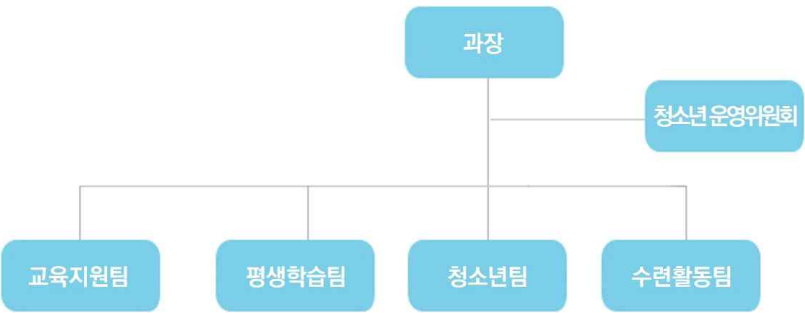 과장
청소년 운영위원회
교육지원팀
평생학습팀
청소년팀
수련활동팀